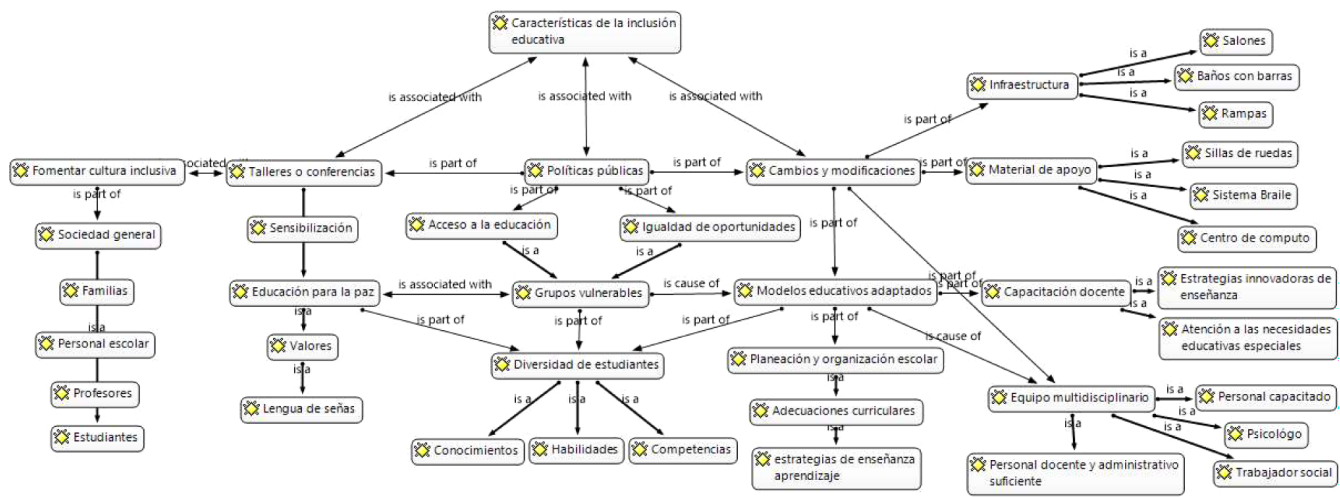 Características de la inclusión
educativa
is associated with
is associated with
is associated with
Infraestructura
is a
Salones
is a
Baños con barras
is a
Rampas
is part of
Fomentar cultura inclusiva
Talleres o conferencias
is part of
Políticas públicas
is part of
Cambios y modificaciones
is part of
Material de apoyo
is a
Sillas de ruedas
is a
Sistema Braile
is a
Centro de computo
is part of
is part of
is part of
Sociedad general
Sensibilización
Acceso a la educación
Igualdad de oportunidades
is part of
is a
is a
Familias
Educación para la paz
is associated with
Grupos vulnerables
is cause of
Modelos educativos adaptados
is part of
is part of
Capacitación docente
is a
Estrategias innovadoras de
enseñanza
is a
Atención a las necesidades
educativas especiales
is a
Personal escolar
is a
Valores
is part of
is part of
is part of
is part of
is cause of
Diversidad de estudiantes
Planeación y organización escolar
is a
Profesores
Lengua de señas
is a
is a
is a
is a
Adecuaciones curriculares
Equipo multidisciplinario
is a
Personal capacitado
is a
Psicológo
is a
Trabajador social
is a
Personal docente y administrativo
suficiente
Estudiantes
Conocimientos
Habilidades
Competencias
is a
estrategias de enseñanza
aprendizaje